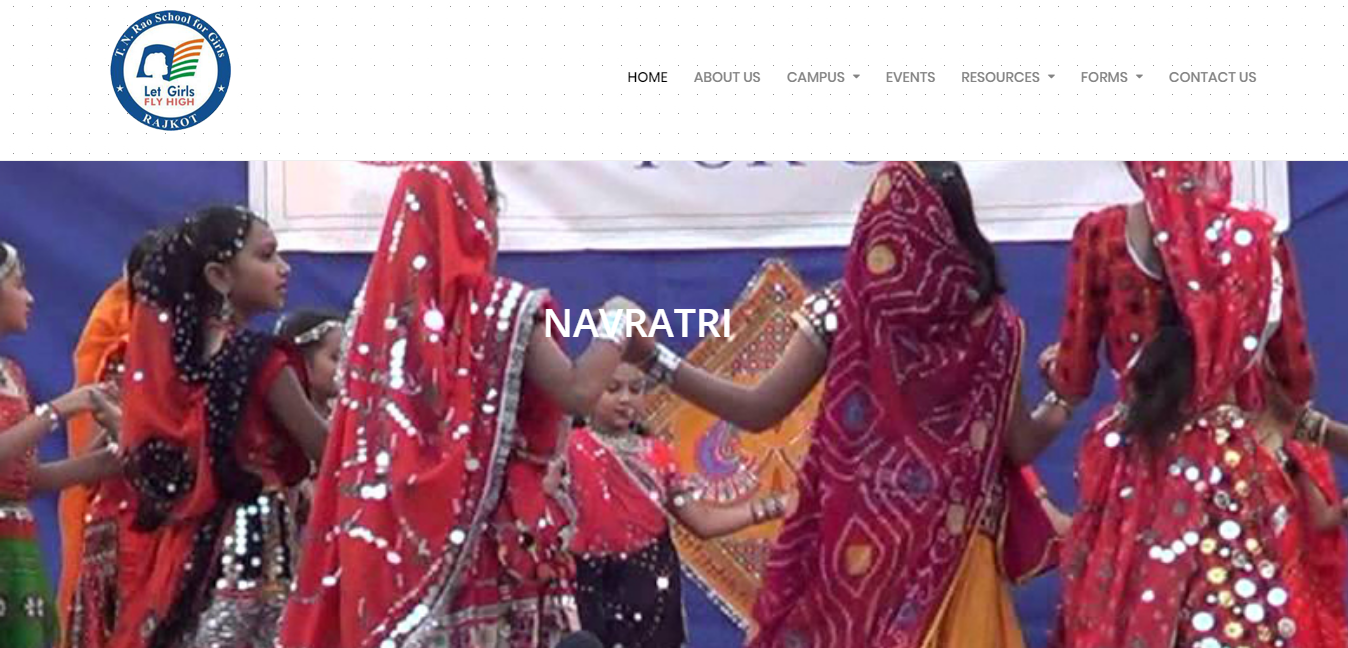 T. N. Rao School for Girls
Let Girls
FLY HIGH
RAJKOT
HOME
ABOUT US
CAMPUS
EVENTS
RESOURCES
FORMS
CONTACT US
NAVRATRI